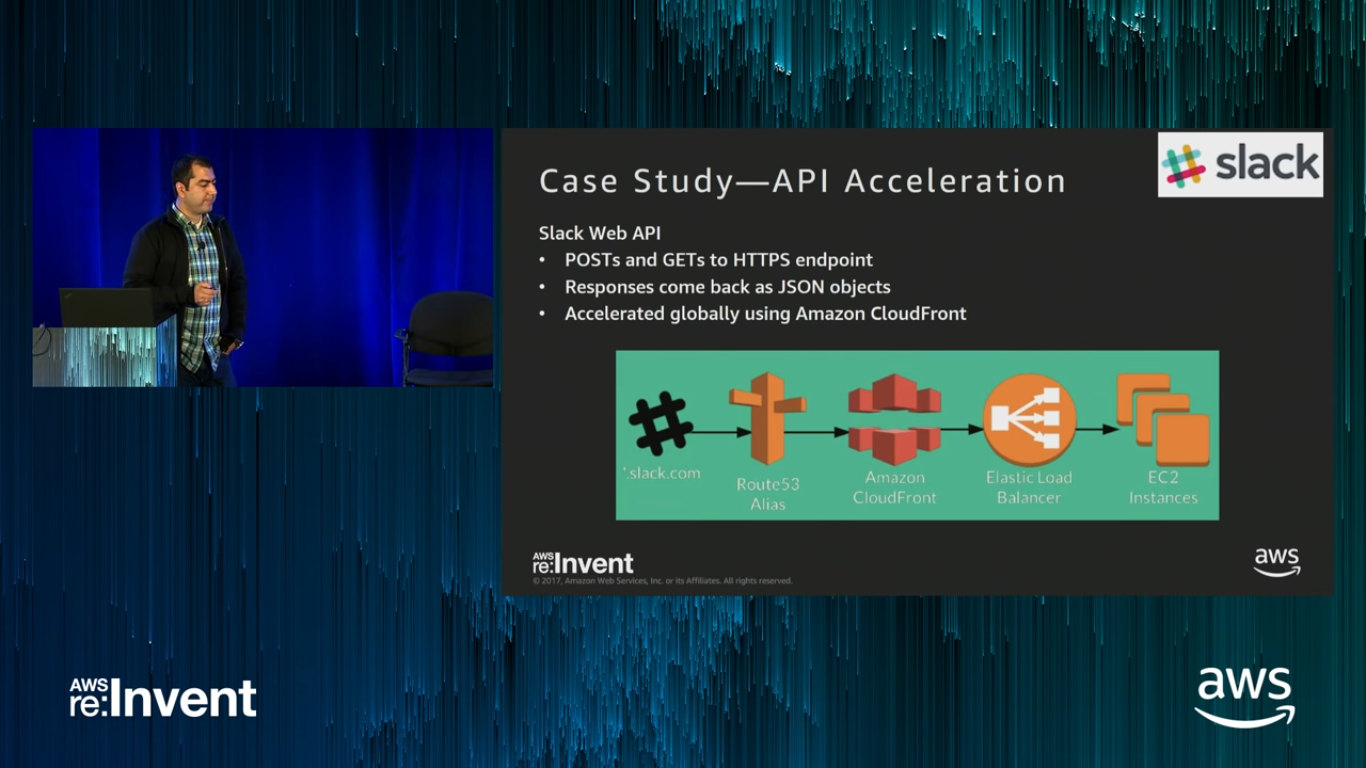 Case Study—API Acceleration
slack
Slack Web API
• POSTs and GETs to HTTPS endpoint
• Responses come back as JSON objects
• Accelerated globally using Amazon CloudFront
*.slack.com
Route53
Alias
Amazon
CloudFront
Elastic Load
Balancer
EC2
Instances
AWS
re:Invent
© 2017, Amazon Web Services, Inc. or its Affiliates. All rights reserved.
aws
AWS
re:Invent
aws